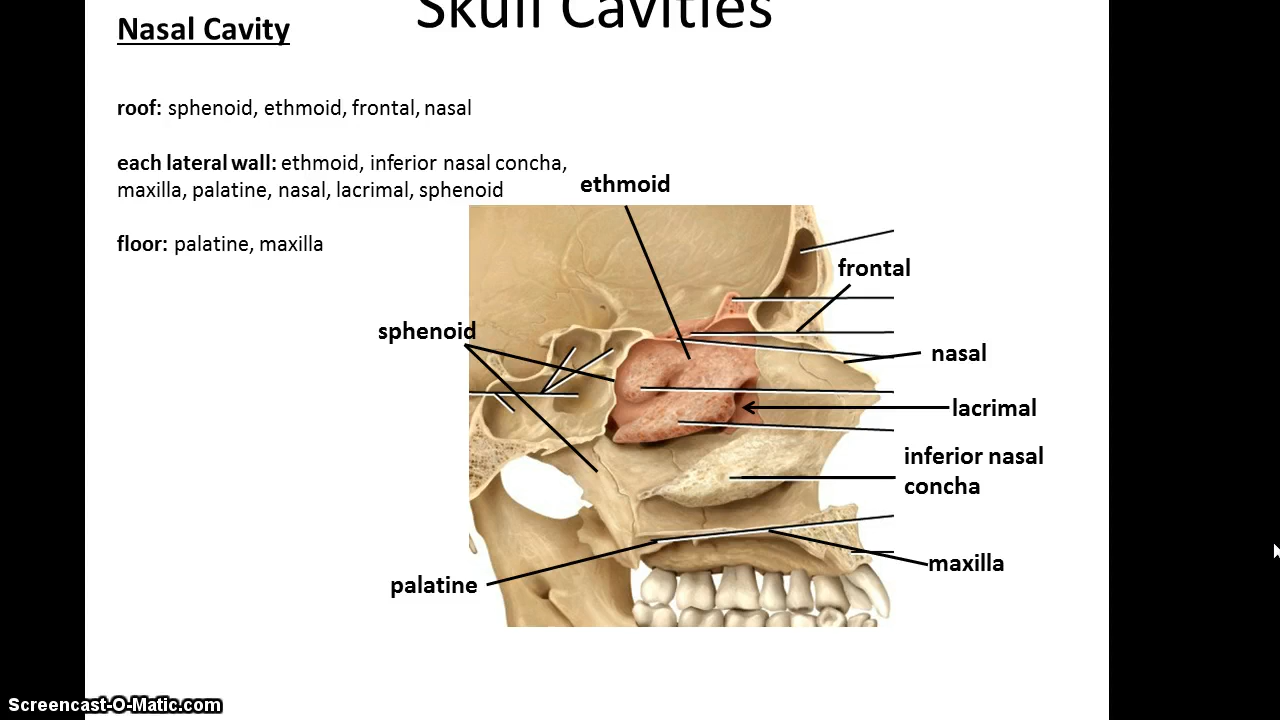 Skull Cavities
Nasal Cavity
roof: sphenoid, ethmoid, frontal, nasal
each lateral wall: ethmoid, inferior nasal concha,
maxilla, palatine, nasal, lacrimal, sphenoid
floor: palatine, maxilla
ethmoid
frontal
sphenoid
nasal
lacrimal
inferior nasal
concha
maxilla
palatine
Screencast-O-Matic.com